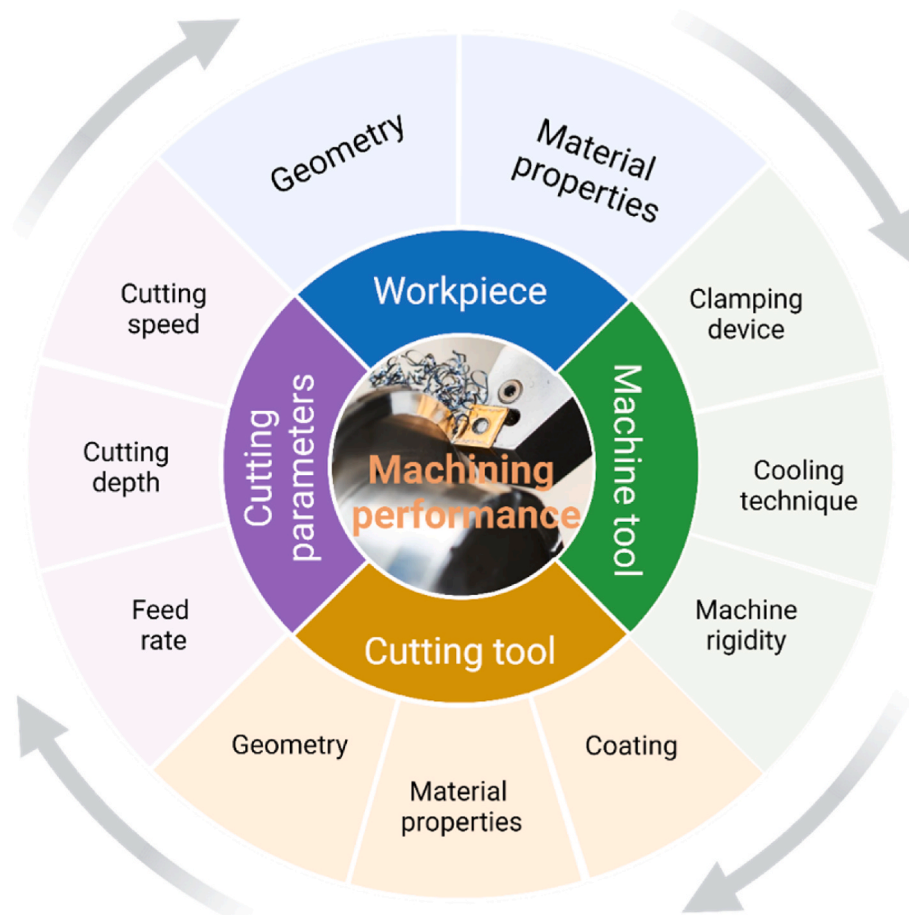 Geometry
Material
properties
Workpiece
Cutting
speed
Clamping
device
Cutting
parameters
Machine tool
Cutting
depth
Machining
performance
Cooling
technique
Feed
rate
Machine
rigidity
Cutting tool
Geometry
Material
properties
Coating